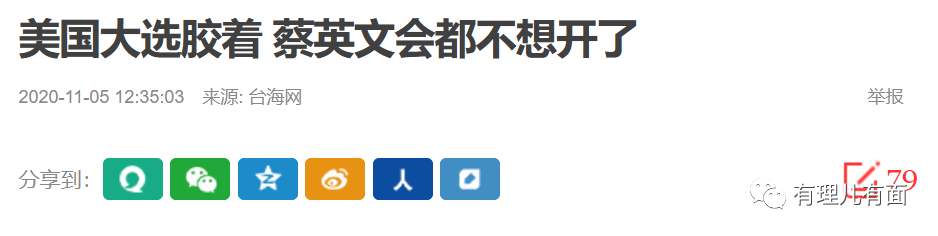 美国大选胶着 蔡英文会都不想开了
2020-11-05 12:35:03 来源: 台海网 举报
分享到: 79
有理儿有面